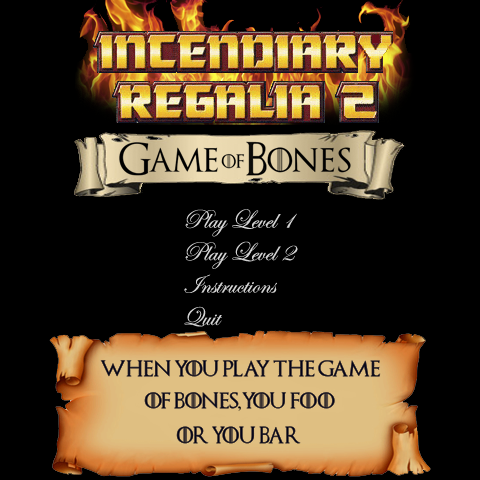 INCENDIARY
REGALIA 2
GAME OF BONES
Play Level 1
Play Level 2
Instructions
Quit
WHEN YOU PLAY THE GAME
OF BONES, YOU FOO
OR YOU BAR